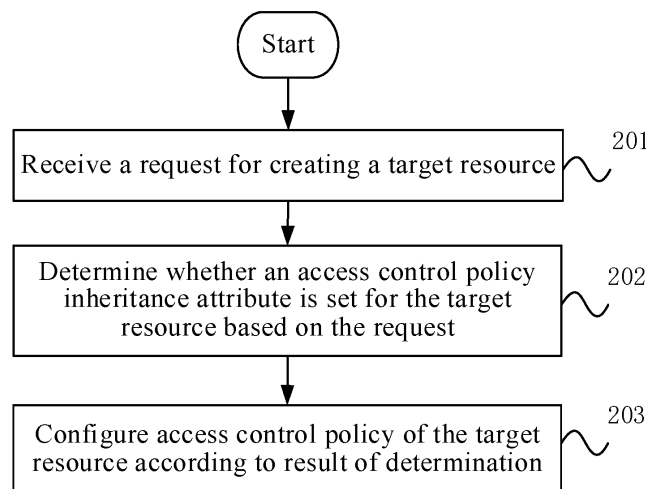 Start
Receive a request for creating a target resource
201
Determine whether an access control policy
inheritance attribute is set for the target
resource based on the request
202
Configure access control policy of the target
resource according to result of determination
203